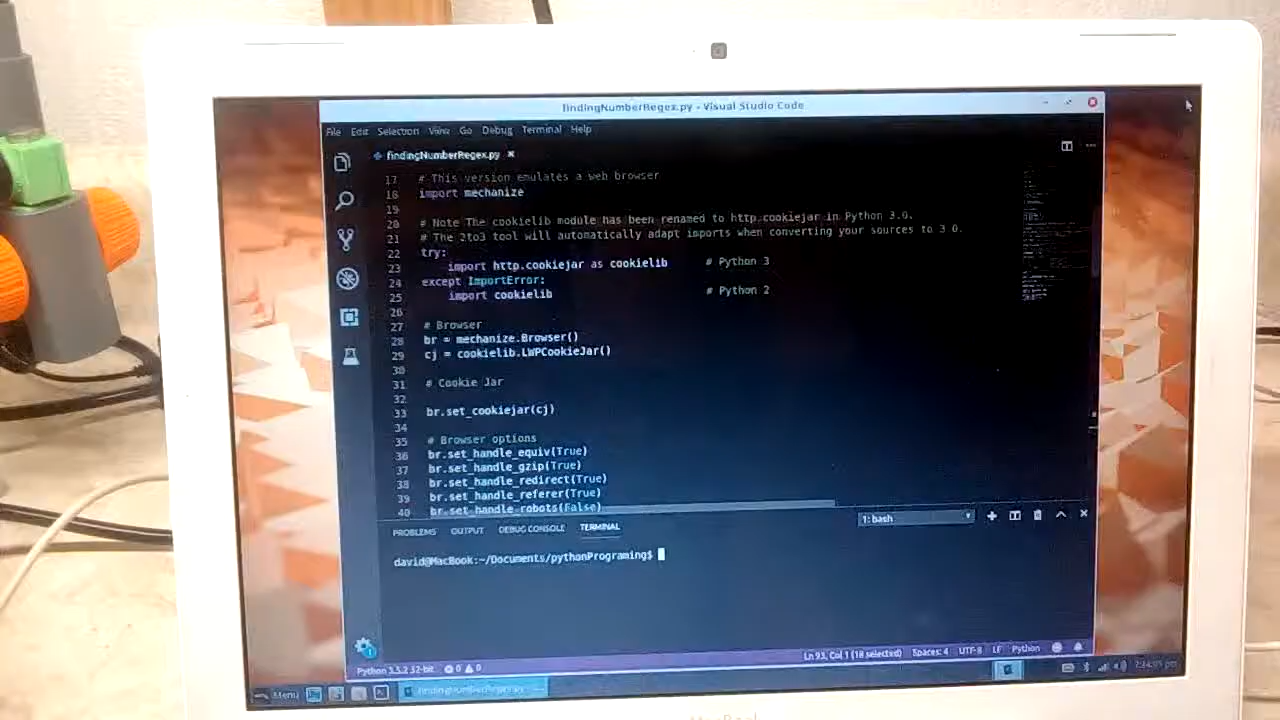 findingNumberRegex.py - Visual Studio Code
File Edit Selection View Go Debug Terminal Help
findingNumberRegex.py ×
17 # This version emulates a web browser
18 import mechanize
19
20 # Note The cookielib module has been renamed to http.cookiejar in Python 3.0.
21 # The 2to3 tool will automatically adapt imports when converting your sources to 3 0.
22 try:
23 import http.cookiejar as cookielib # Python 3
24 except ImportError:
25 import cookielib # Python 2
26
27 # Browser
28 br = mechanize.Browser()
29 cj = cookielib.LWPCookieJar()
30
31 # Cookie Jar
32
33 br.set_cookiejar(cj)
34
35 # Browser options
36 br.set_handle_equiv(True)
37 br.set_handle_gzip(True)
38 br.set_handle_redirect(True)
39 br.set_handle_referer(True)
40 br.set_handle_robots(False)
PROBLEMS OUTPUT DEBUG CONSOLE TERMINAL 1: bash
david@MacBook:~/Documents/pythonPrograming$
Python 3.5.2 32-bit 0 0 Ln 93, Col 1 (18 selected) Spaces: 4 UTF-8 LF Python
Menu findingNumberRegex.py
MacBook